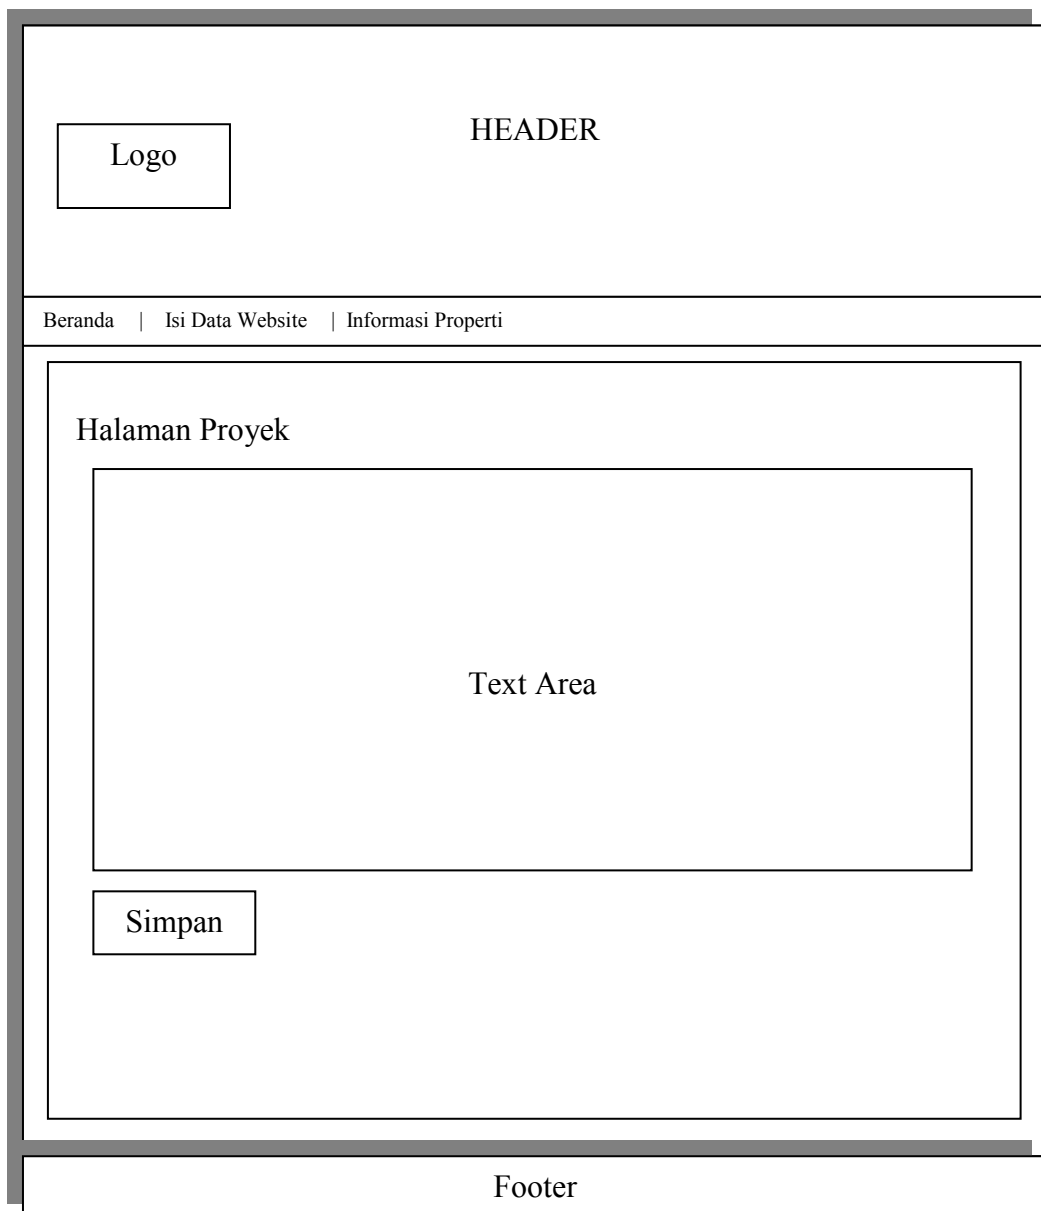 HEADER
Logo
Beranda | Isi Data Website | Informasi Properti
Halaman Proyek
Text Area
Simpan
Footer